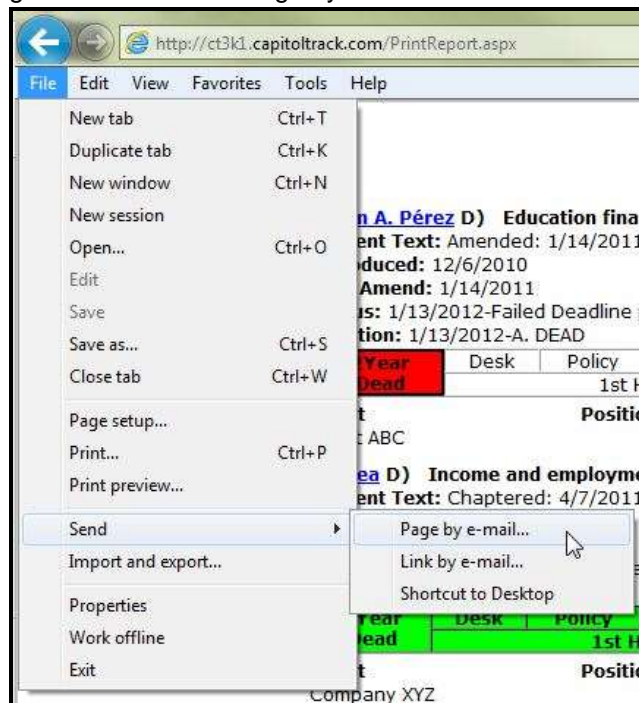 http://ct3k1.capitoltrack.com/PrintReport.aspx
File Edit View Favorites Tools Help
New tab Ctrl+T
Duplicate tab Ctrl+K
New window Ctrl+N
New session
Open... Ctrl+O
Edit
Save
Save as... Ctrl+S
Close tab Ctrl+W
Page setup...
Print... Ctrl+P
Print preview...
Send
Import and export...
Properties
Work offline
Exit
Page by e-mail...
Link by e-mail...
Shortcut to Desktop
n A. Pérez D) Education fina
ent Text: Amended: 1/14/2011
duced: 12/6/2010
Amend: 1/14/2011
us: 1/13/2012-Failed Deadline
tion: 1/13/2012-A. DEAD
Year Desk Policy
Dead 1st H
t Positi
t ABC
ea D) Income and employme
ent Text: Chaptered: 4/7/2011
Year Desk Policy
ead 1st H
t Positi
Company XYZ